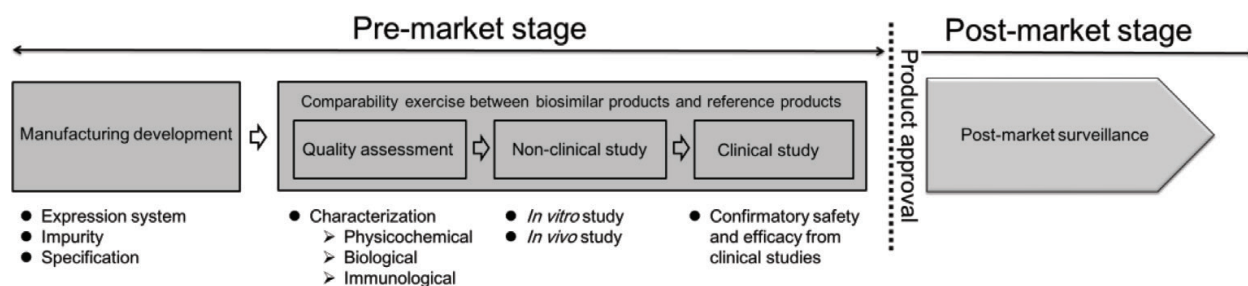 Pre-market stage
Post-market stage
Product approval
Manufacturing development
Comparability exercise between biosimilar products and reference products
Quality assessment
Non-clinical study
Clinical study
Post-market surveillance
● Expression system
● Impurity
● Specification
● Characterization
➢ Physicochemical
➢ Biological
➢ Immunological
● In vitro study
● In vivo study
● Confirmatory safety
and efficacy from
clinical studies